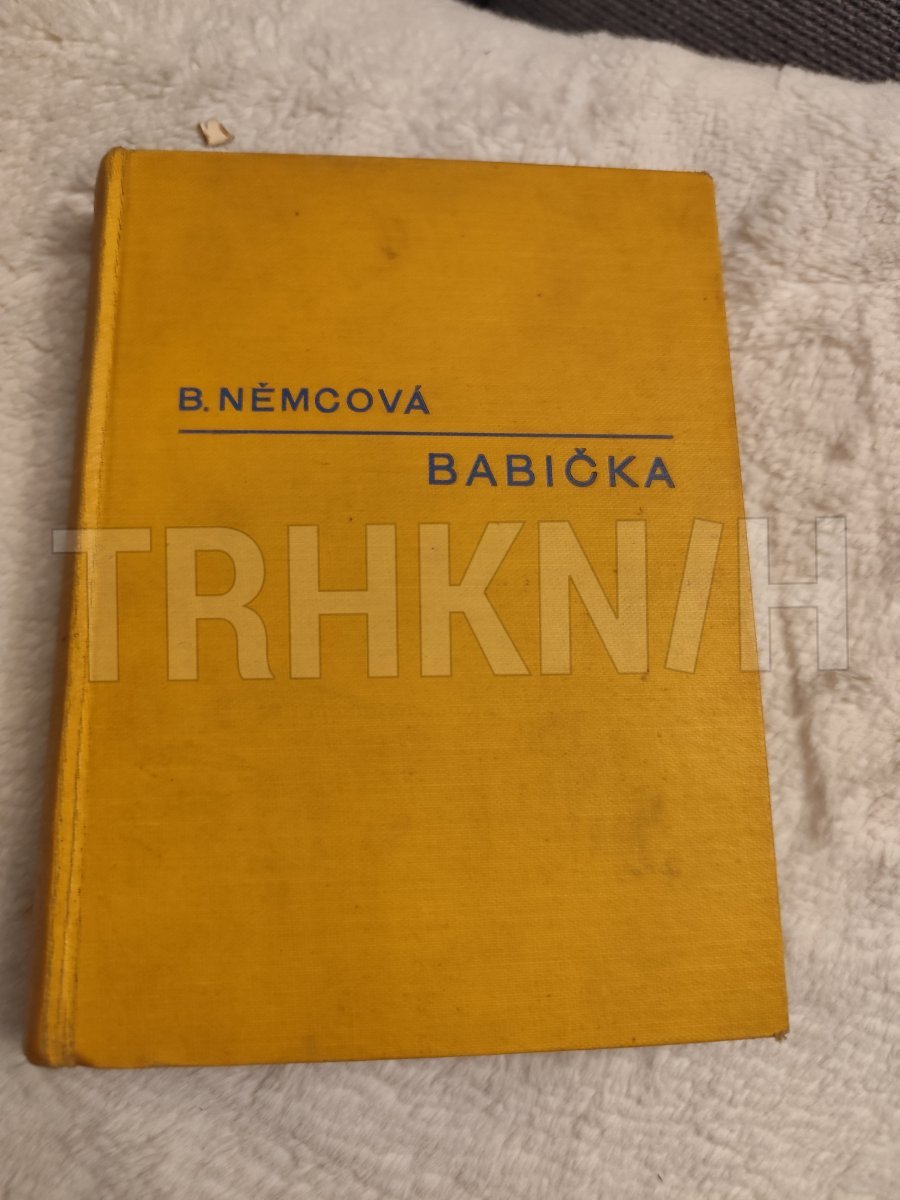 B. NĚMCOVÁ
BABIČKA
TRHKNIH